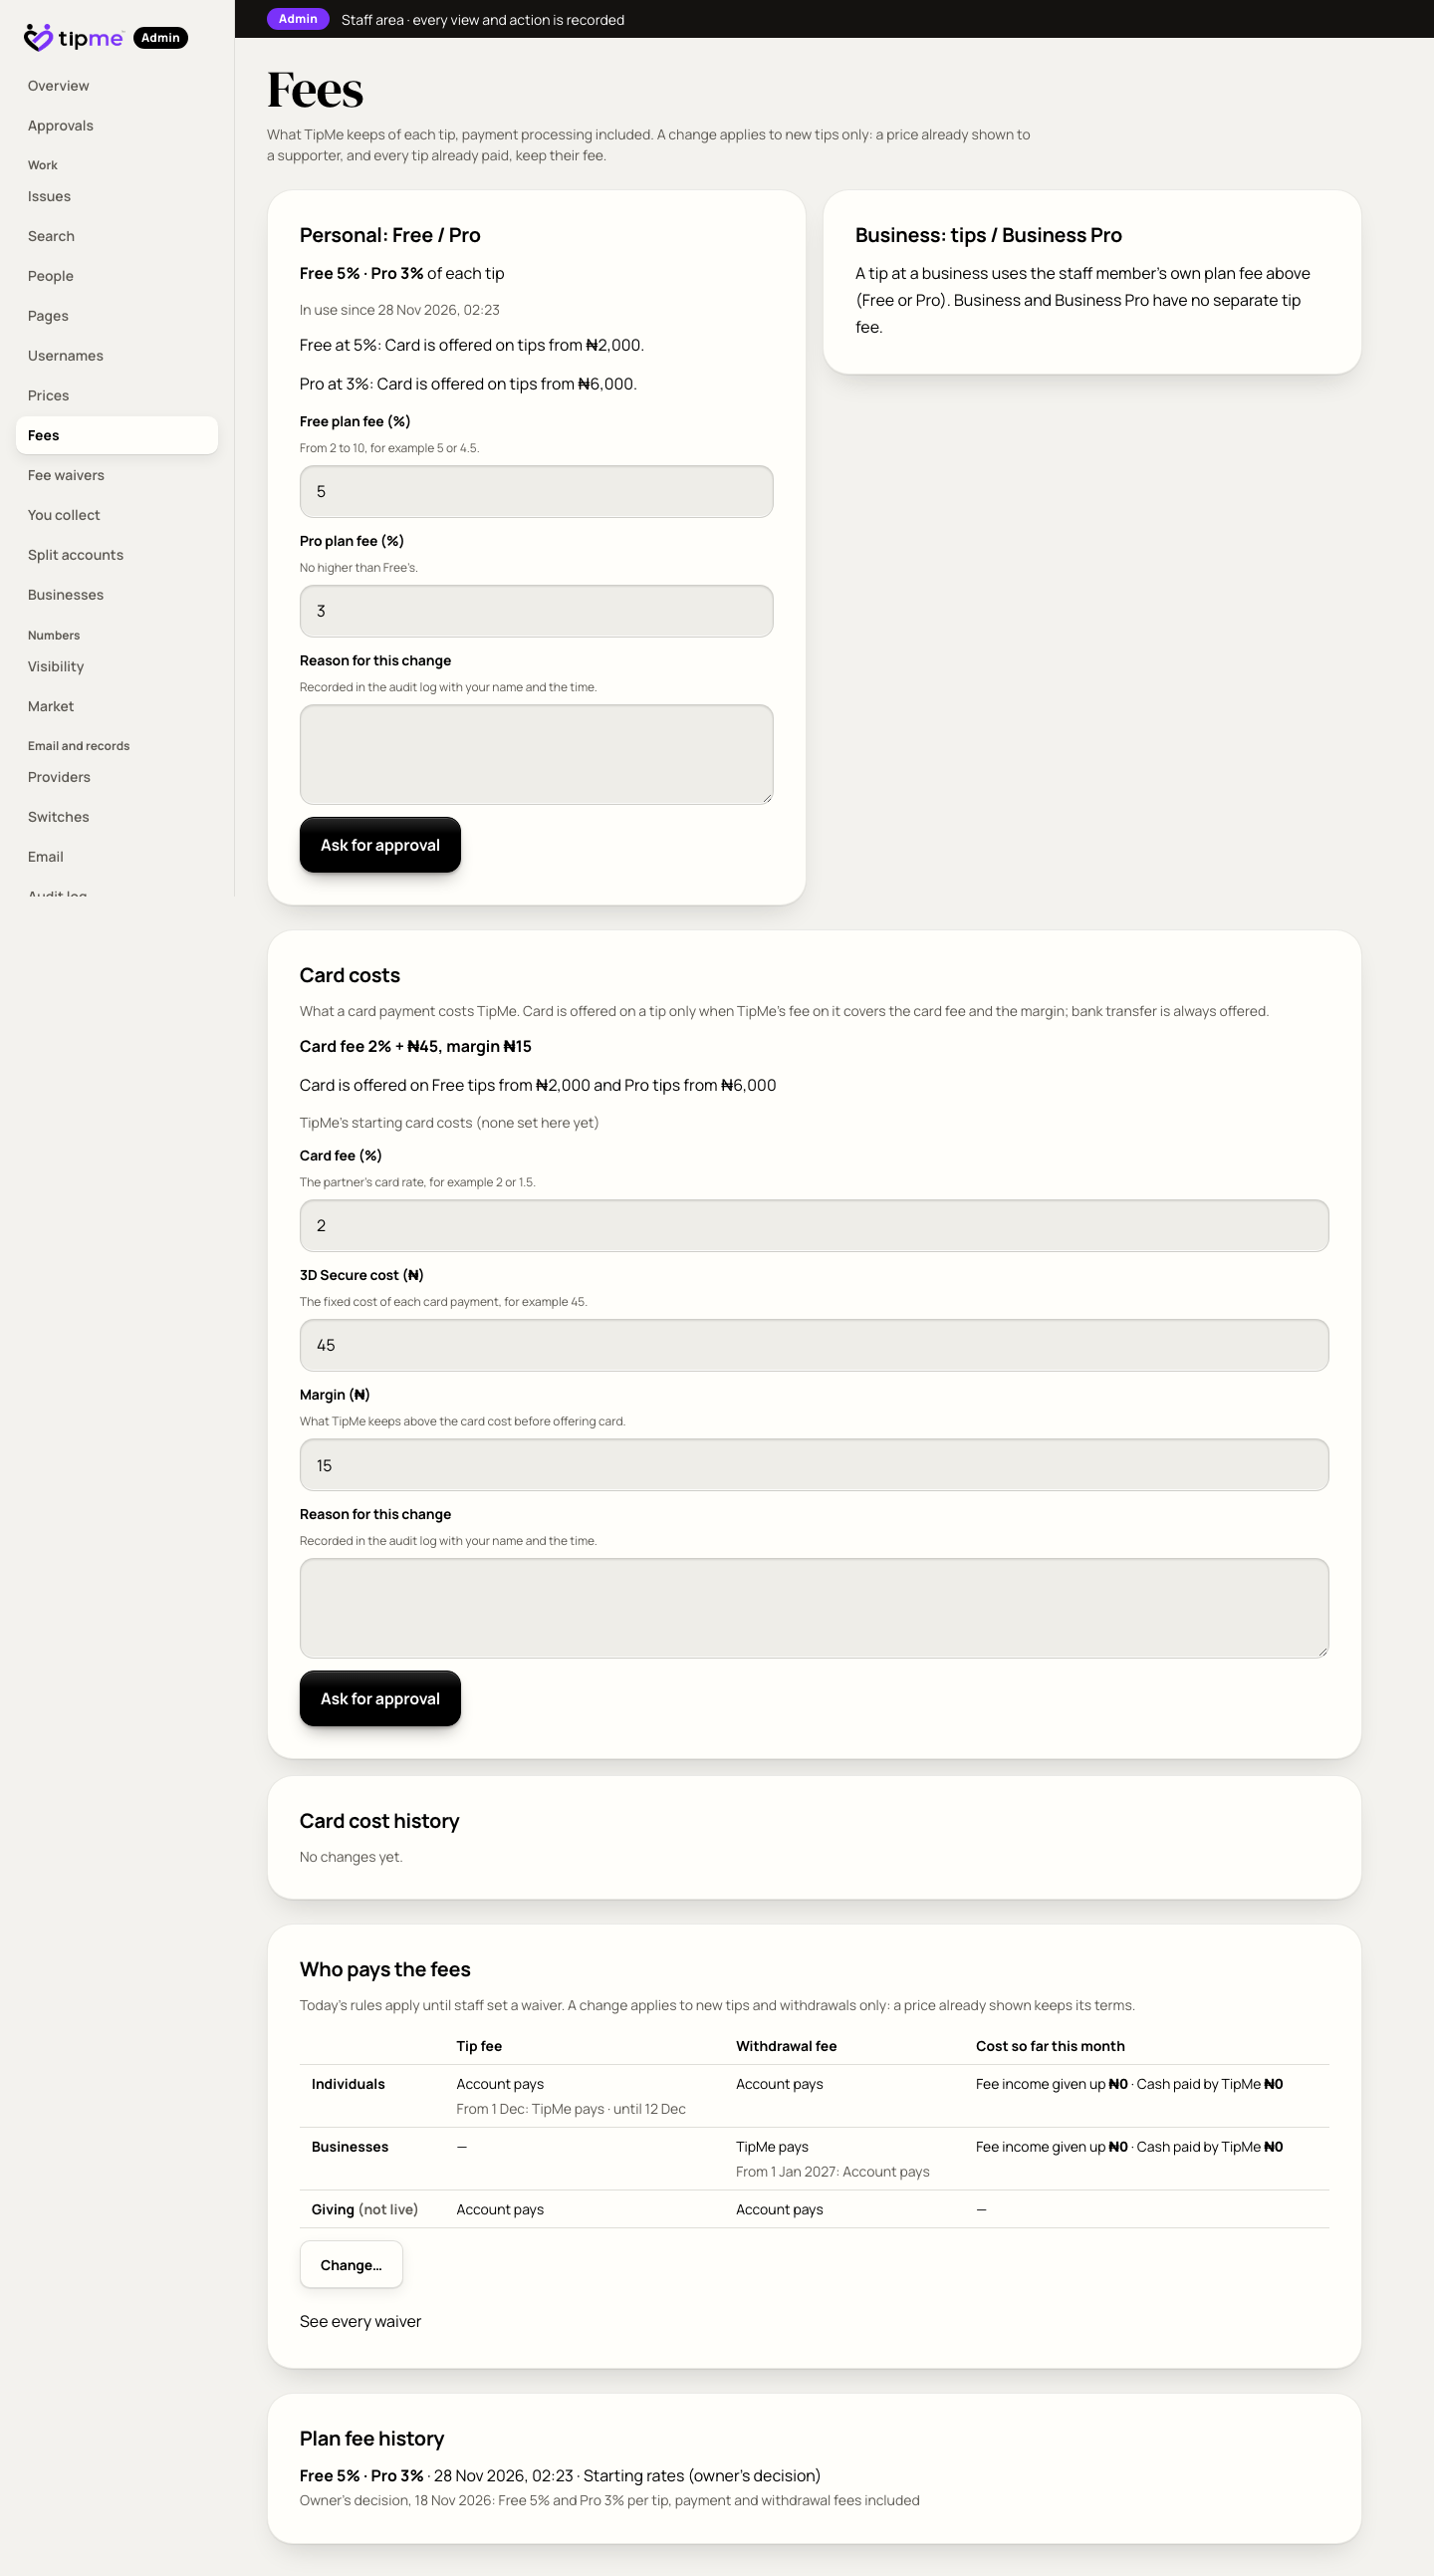 tipme Admin
Admin Staff area · every view and action is recorded
Overview
Approvals
Work
Issues
Search
People
Pages
Usernames
Prices
Fees
Fee waivers
You collect
Split accounts
Businesses
Numbers
Visibility
Market
Email and records
Providers
Switches
Email
Audit log
Fees
What TipMe keeps of each tip, payment processing included. A change applies to new tips only: a price already shown to
a supporter, and every tip already paid, keep their fee.
Personal: Free / Pro
Free 5% · Pro 3% of each tip
In use since 28 Nov 2026, 02:23
Free at 5%: Card is offered on tips from ₦2,000.
Pro at 3%: Card is offered on tips from ₦6,000.
Free plan fee (%)
From 2 to 10, for example 5 or 4.5.
5
Pro plan fee (%)
No higher than Free's.
3
Reason for this change
Recorded in the audit log with your name and the time.
Ask for approval
Business: tips / Business Pro
A tip at a business uses the staff member's own plan fee above
(Free or Pro). Business and Business Pro have no separate tip
fee.
Card costs
What a card payment costs TipMe. Card is offered on a tip only when TipMe's fee on it covers the card fee and the margin; bank transfer is always offered.
Card fee 2% + ₦45, margin ₦15
Card is offered on Free tips from ₦2,000 and Pro tips from ₦6,000
TipMe's starting card costs (none set here yet)
Card fee (%)
The partner's card rate, for example 2 or 1.5.
2
3D Secure cost (₦)
The fixed cost of each card payment, for example 45.
45
Margin (₦)
What TipMe keeps above the card cost before offering card.
15
Reason for this change
Recorded in the audit log with your name and the time.
Ask for approval
Card cost history
No changes yet.
Who pays the fees
Today's rules apply until staff set a waiver. A change applies to new tips and withdrawals only: a price already shown keeps its terms.
Tip fee Withdrawal fee Cost so far this month
Individuals Account pays Account pays Fee income given up ₦0 · Cash paid by TipMe ₦0
From 1 Dec: TipMe pays · until 12 Dec
Businesses — TipMe pays Fee income given up ₦0 · Cash paid by TipMe ₦0
From 1 Jan 2027: Account pays
Giving (not live) Account pays Account pays —
Change…
See every waiver
Plan fee history
Free 5% · Pro 3% · 28 Nov 2026, 02:23 · Starting rates (owner's decision)
Owner's decision, 18 Nov 2026: Free 5% and Pro 3% per tip, payment and withdrawal fees included